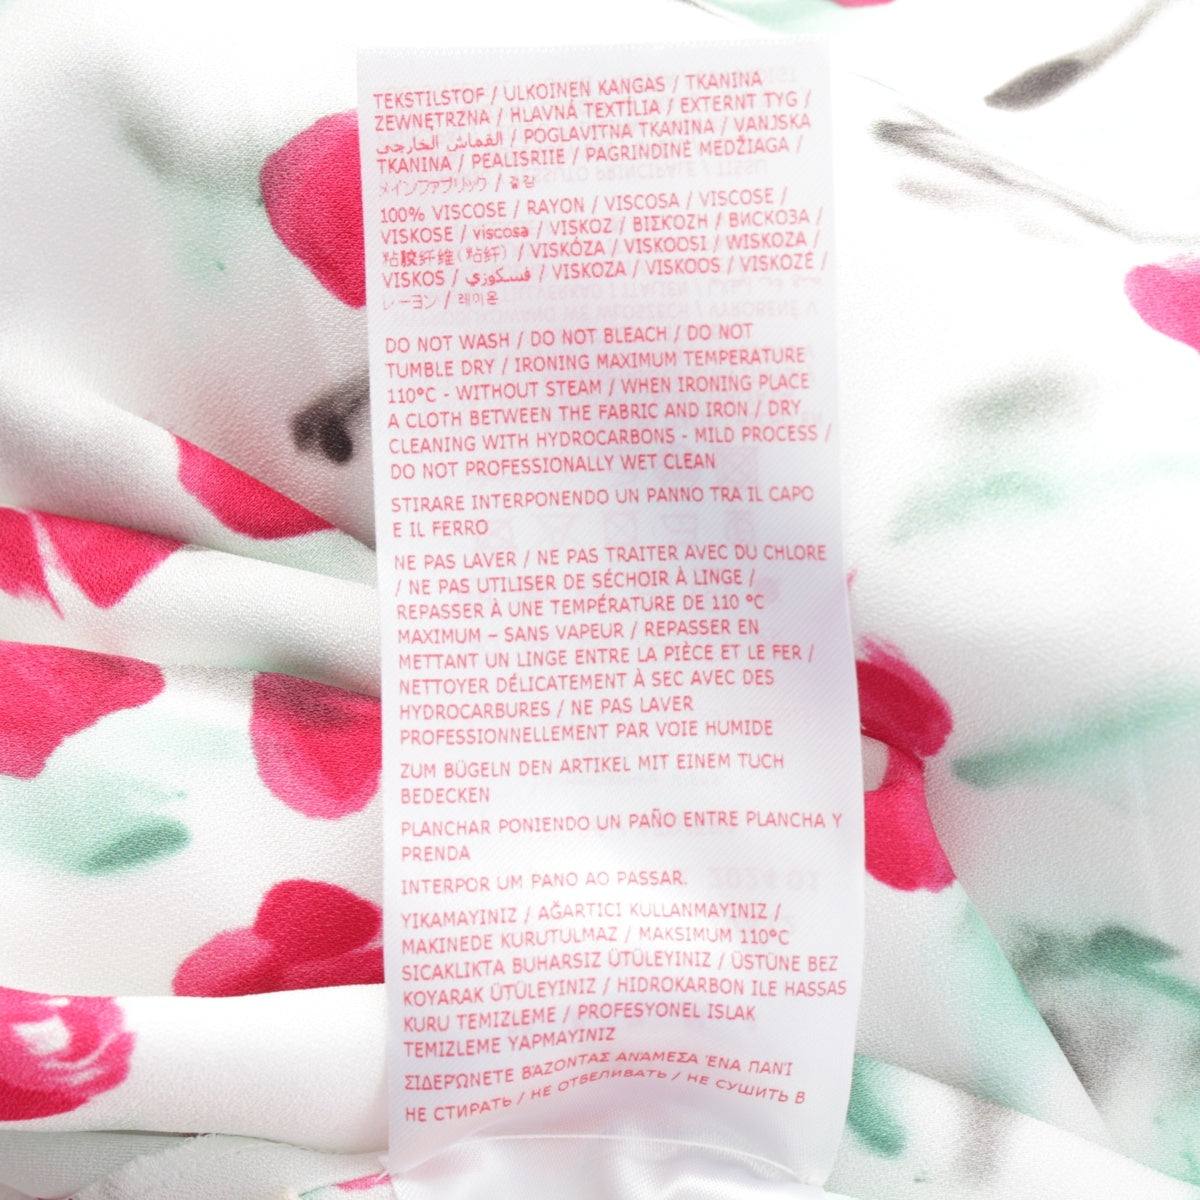 TEKSTILSTOF / ULKOINEN KANGAS / TKANINA
ZEWNĘTRZNA / HLAVNÁ TEXTÍLIA / EXTERNT TYG /
القماش الخارجي / POGLAVITNA TKANINA / VANJSKA
TKANINA / PEALISRIIE / PAGRINDINĖ MEDŽIAGA /
メインファブリック / 겉감
100% VISCOSE / RAYON / VISCOSA / VISCOSE /
VISKOSE / viscosa / VISKOZ / ΒΙΣΚΟΖΗ / ВИСКОЗА /
粘胶纤维(粘纤) / VISKÓZA / VISKOOSI / WISKOZA /
VISKOS / فسكوزي / VISKOZA / VISKOOS / VISKOZĖ /
レーヨン / 레이온
DO NOT WASH / DO NOT BLEACH / DO NOT
TUMBLE DRY / IRONING MAXIMUM TEMPERATURE
110°C - WITHOUT STEAM / WHEN IRONING PLACE
A CLOTH BETWEEN THE FABRIC AND IRON / DRY
CLEANING WITH HYDROCARBONS - MILD PROCESS /
DO NOT PROFESSIONALLY WET CLEAN
STIRARE INTERPONENDO UN PANNO TRA IL CAPO
E IL FERRO
NE PAS LAVER / NE PAS TRAITER AVEC DU CHLORE
/ NE PAS UTILISER DE SÉCHOIR À LINGE /
REPASSER À UNE TEMPÉRATURE DE 110 °C
MAXIMUM – SANS VAPEUR / REPASSER EN
METTANT UN LINGE ENTRE LA PIÈCE ET LE FER /
NETTOYER DÉLICATEMENT À SEC AVEC DES
HYDROCARBURES / NE PAS LAVER
PROFESSIONNELLEMENT PAR VOIE HUMIDE
ZUM BÜGELN DEN ARTIKEL MIT EINEM TUCH
BEDECKEN
PLANCHAR PONIENDO UN PAÑO ENTRE PLANCHA Y
PRENDA
INTERPOR UM PANO AO PASSAR.
YIKAMAYINIZ / AĞARTICI KULLANMAYINIZ /
MAKINEDE KURUTULMAZ / MAKSIMUM 110°C
SICAKLIKTA BUHARSIZ ÜTÜLEYINIZ / ÜSTÜNE BEZ
KOYARAK ÜTÜLEYINIZ / HIDROKARBON ILE HASSAS
KURU TEMIZLEME / PROFESYONEL ISLAK
TEMIZLEME YAPMAYINIZ
ΣΙΔΕΡΩΝΕΤΕ ΒΆΖΟΝΤΑΣ ΑΝΆΜΕΣΑ ΈΝΑ ΠΑΝΊ
НЕ СТИРАТЬ / НЕ ОТБЕЛИВАТЬ / НЕ СУШИТЬ В